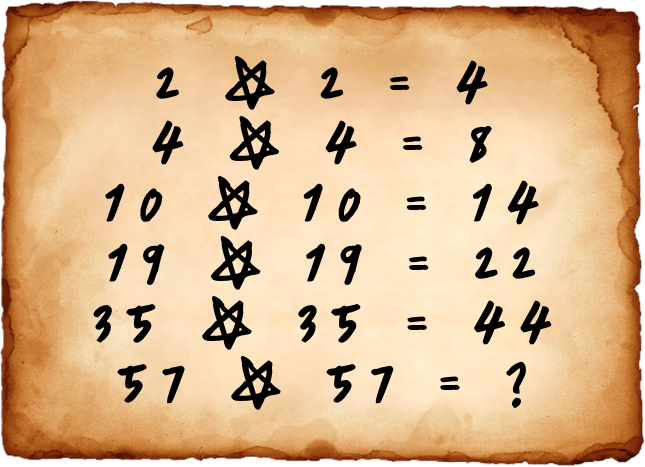 2 ☆ 2 = 4
4 ☆ 4 = 8
10 ☆ 10 = 14
19 ☆ 19 = 22
35 ☆ 35 = 44
57 ☆ 57 = ?